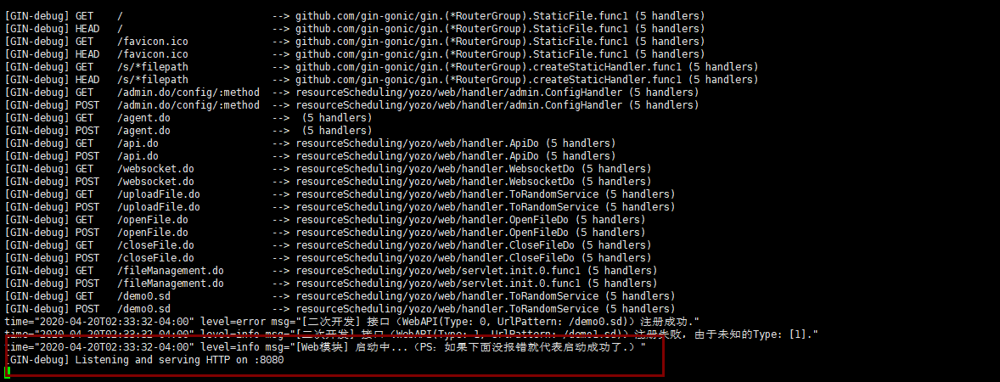 [GIN-debug] GET    /                         --> github.com/gin-gonic/gin.(*RouterGroup).StaticFile.func1 (5 handlers)
[GIN-debug] HEAD   /                         --> github.com/gin-gonic/gin.(*RouterGroup).StaticFile.func1 (5 handlers)
[GIN-debug] GET    /favicon.ico              --> github.com/gin-gonic/gin.(*RouterGroup).StaticFile.func1 (5 handlers)
[GIN-debug] HEAD   /favicon.ico              --> github.com/gin-gonic/gin.(*RouterGroup).StaticFile.func1 (5 handlers)
[GIN-debug] GET    /s/*filepath              --> github.com/gin-gonic/gin.(*RouterGroup).createStaticHandler.func1 (5 handlers)
[GIN-debug] HEAD   /s/*filepath              --> github.com/gin-gonic/gin.(*RouterGroup).createStaticHandler.func1 (5 handlers)
[GIN-debug] GET    /admin.do/config/:method  --> resourceScheduling/yozo/web/handler/admin.ConfigHandler (5 handlers)
[GIN-debug] POST   /admin.do/config/:method  --> resourceScheduling/yozo/web/handler/admin.ConfigHandler (5 handlers)
[GIN-debug] GET    /agent.do                 -->  (5 handlers)
[GIN-debug] POST   /agent.do                 -->  (5 handlers)
[GIN-debug] GET    /api.do                   --> resourceScheduling/yozo/web/handler.ApiDo (5 handlers)
[GIN-debug] POST   /api.do                   --> resourceScheduling/yozo/web/handler.ApiDo (5 handlers)
[GIN-debug] GET    /websocket.do             --> resourceScheduling/yozo/web/handler.WebsocketDo (5 handlers)
[GIN-debug] POST   /websocket.do             --> resourceScheduling/yozo/web/handler.WebsocketDo (5 handlers)
[GIN-debug] GET    /uploadFile.do            --> resourceScheduling/yozo/web/handler.ToRandomService (5 handlers)
[GIN-debug] POST   /uploadFile.do            --> resourceScheduling/yozo/web/handler.ToRandomService (5 handlers)
[GIN-debug] GET    /openFile.do              --> resourceScheduling/yozo/web/handler.OpenFileDo (5 handlers)
[GIN-debug] POST   /openFile.do              --> resourceScheduling/yozo/web/handler.OpenFileDo (5 handlers)
[GIN-debug] GET    /closeFile.do             --> resourceScheduling/yozo/web/handler.CloseFileDo (5 handlers)
[GIN-debug] POST   /closeFile.do             --> resourceScheduling/yozo/web/handler.CloseFileDo (5 handlers)
[GIN-debug] GET    /fileManagement.do        --> resourceScheduling/yozo/web/servlet.init.0.func1 (5 handlers)
[GIN-debug] POST   /fileManagement.do        --> resourceScheduling/yozo/web/servlet.init.0.func1 (5 handlers)
[GIN-debug] GET    /demo0.sd                 --> resourceScheduling/yozo/web/handler.ToRandomService (5 handlers)
[GIN-debug] POST   /demo0.sd                 --> resourceScheduling/yozo/web/handler.ToRandomService (5 handlers)
time="2020-04-20T02:33:32-04:00" level=error msg="[二次开发] 接口（WebAPI(Type: 0, UrlPattern: /demo0.sd)）注册成功."
time="2020-04-20T02:33:32-04:00" level=info msg="[二次开发] 接口（WebAPI(Type: 1, UrlPattern: /demo1.sd)）注册失败, 由于未知的Type: [1]."
time="2020-04-20T02:33:32-04:00" level=info msg="[Web模块] 启动中...（PS: 如果下面没报错就代表启动成功了.）"
[GIN-debug] Listening and serving HTTP on :8080